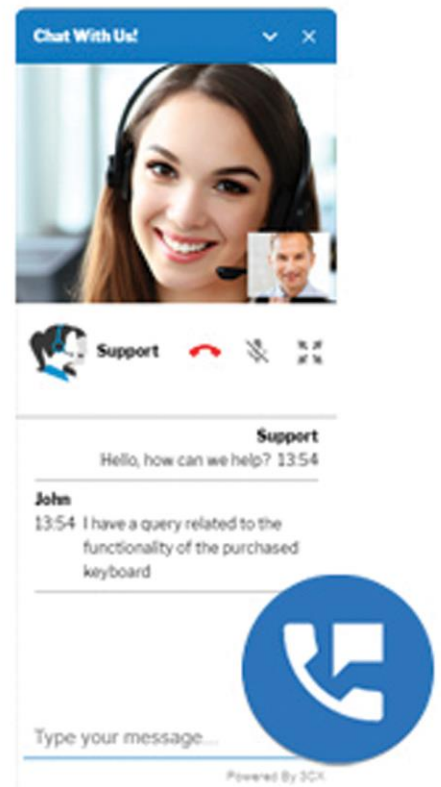 Chat With Us!
Support
Support
Hello, how can we help? 13:54
John
13:54 I have a query related to the
functionality of the purchased
keyboard
Type your message...
Powered By 3CX